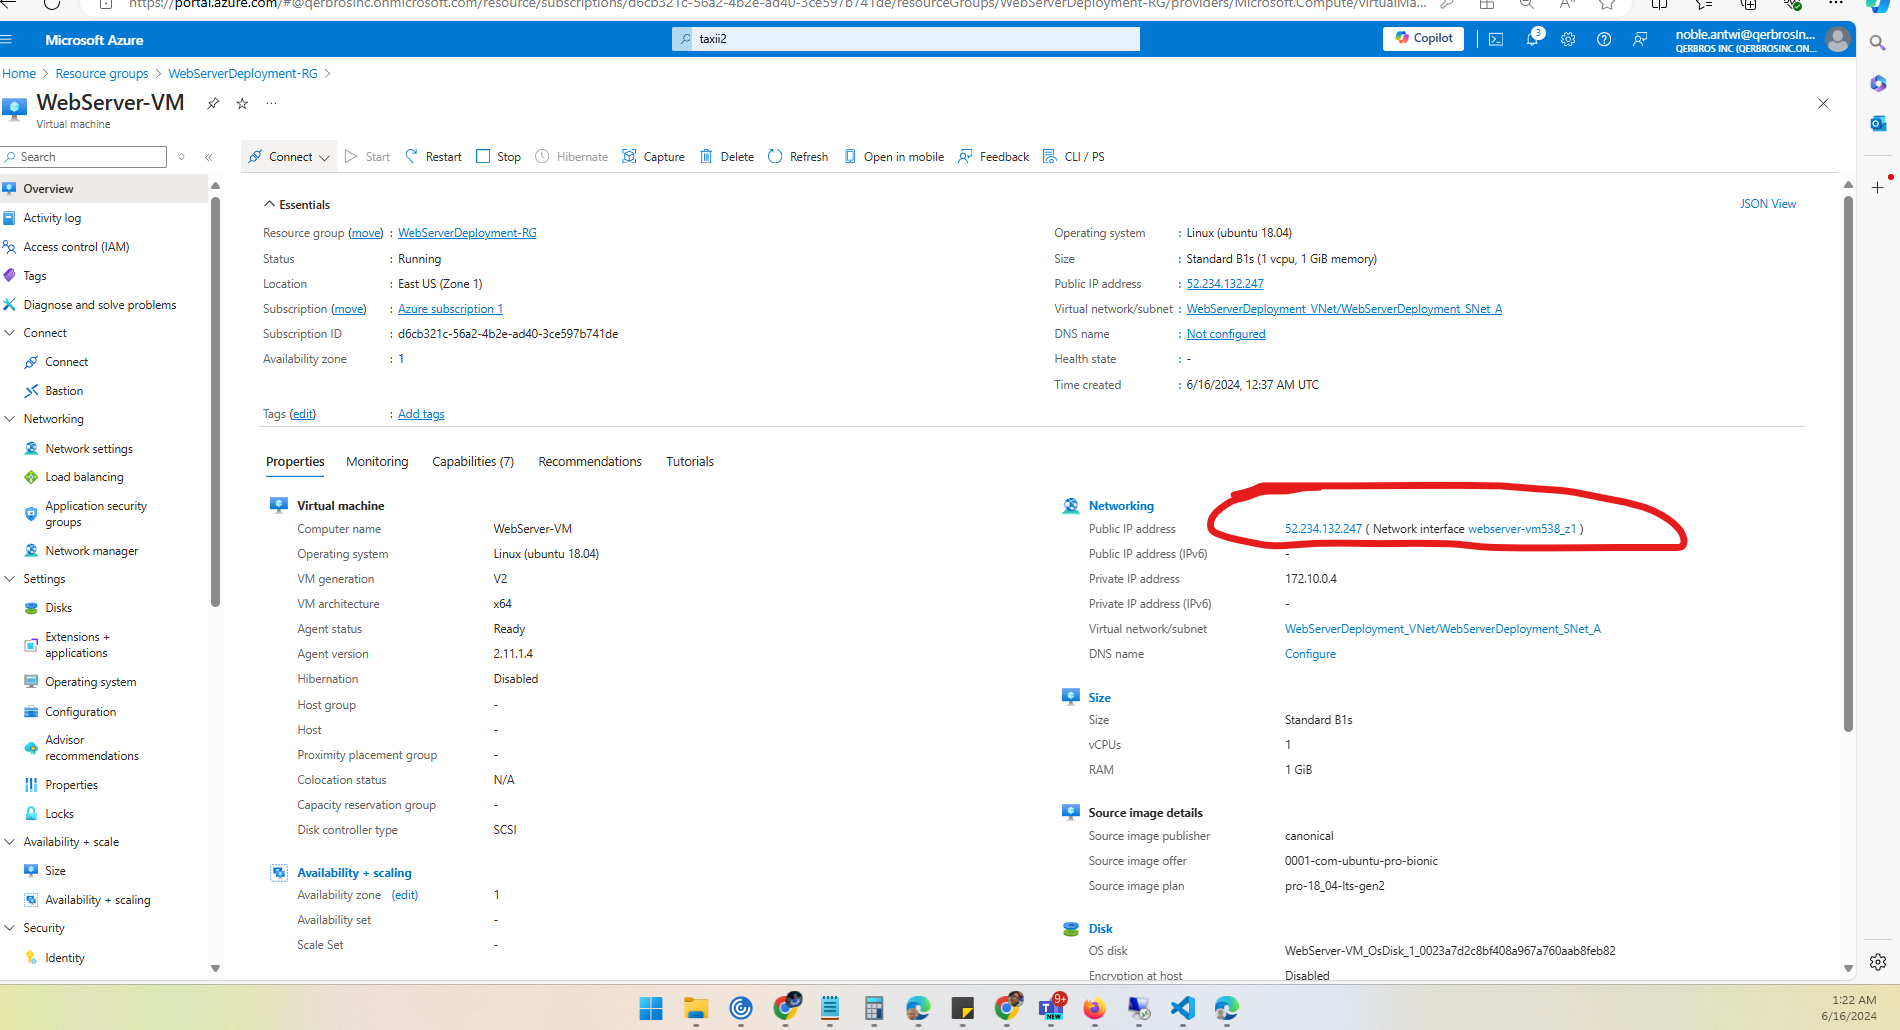 https://portal.azure.com/#@qerbrosinc.onmicrosoft.com/resource/subscriptions/d6cb321c-56a2-4b2e-ad40-3ce597b741de/resourceGroups/WebServerDeployment-RG/providers/Microsoft.Compute/virtualMa...
Microsoft Azure
taxii2
Copilot
3
noble.antwi@qerbrosIn...
QERBROS INC (QERBROSINC.ON...
Home > Resource groups > WebServerDeployment-RG >
WebServer-VM
Virtual machine
Search
Connect Start Restart Stop Hibernate Capture Delete Refresh Open in mobile Feedback CLI / PS
Overview
Activity log
Access control (IAM)
Tags
Diagnose and solve problems
Connect
Connect
Bastion
Networking
Network settings
Load balancing
Application security
groups
Network manager
Settings
Disks
Extensions +
applications
Operating system
Configuration
Advisor
recommendations
Properties
Locks
Availability + scale
Size
Availability + scaling
Security
Identity
Essentials
JSON View
Resource group (move) : WebServerDeployment-RG
Status : Running
Location : East US (Zone 1)
Subscription (move) : Azure subscription 1
Subscription ID : d6cb321c-56a2-4b2e-ad40-3ce597b741de
Availability zone : 1
Operating system : Linux (ubuntu 18.04)
Size : Standard B1s (1 vcpu, 1 GiB memory)
Public IP address : 52.234.132.247
Virtual network/subnet : WebServerDeployment_VNet/WebServerDeployment_SNet_A
DNS name : Not configured
Health state : -
Time created : 6/16/2024, 12:37 AM UTC
Tags (edit) : Add tags
Properties Monitoring Capabilities (7) Recommendations Tutorials
Virtual machine
Computer name WebServer-VM
Operating system Linux (ubuntu 18.04)
VM generation V2
VM architecture x64
Agent status Ready
Agent version 2.11.1.4
Hibernation Disabled
Host group -
Host -
Proximity placement group -
Colocation status N/A
Capacity reservation group -
Disk controller type SCSI
Availability + scaling
Availability zone (edit) 1
Availability set -
Scale Set -
Networking
Public IP address 52.234.132.247 ( Network interface webserver-vm538_z1 )
Public IP address (IPv6) -
Private IP address 172.10.0.4
Private IP address (IPv6) -
Virtual network/subnet WebServerDeployment_VNet/WebServerDeployment_SNet_A
DNS name Configure
Size
Size Standard B1s
vCPUs 1
RAM 1 GiB
Source image details
Source image publisher canonical
Source image offer 0001-com-ubuntu-pro-bionic
Source image plan pro-18_04-lts-gen2
Disk
OS disk WebServer-VM_OsDisk_1_0023a7d2c8bf408a967a760aab8feb82
Encryption at host Disabled
9+
NEW
1:22 AM
6/16/2024